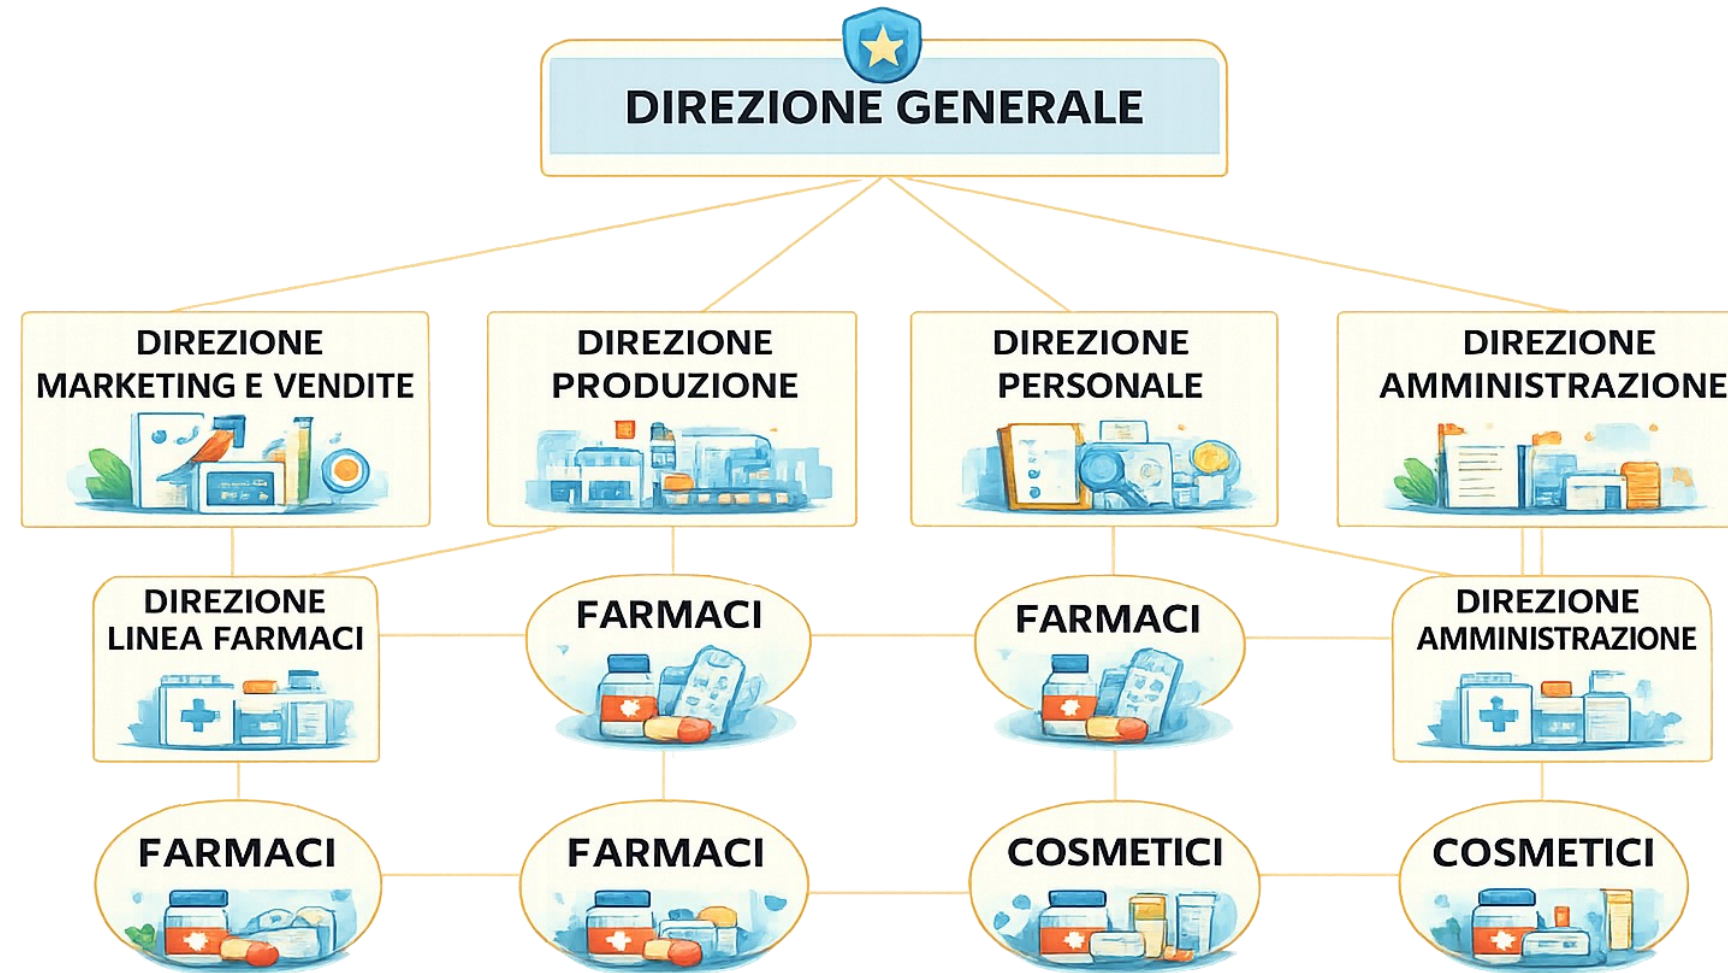 DIREZIONE GENERALE
DIREZIONE
MARKETING E VENDITE
DIREZIONE
PRODUZIONE
DIREZIONE
PERSONALE
DIREZIONE
AMMINISTRAZIONE
DIREZIONE
LINEA FARMACI
FARMACI
FARMACI
DIREZIONE
AMMINISTRAZIONE
FARMACI
FARMACI
COSMETICI
COSMETICI